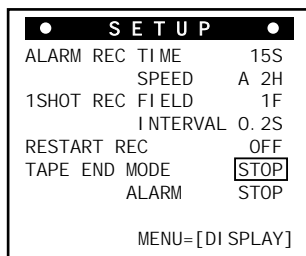 ● SETUP ●
ALARM REC TIME 15S
SPEED A 2H
1SHOT REC FIELD 1F
INTERVAL 0.2S
RESTART REC OFF
TAPE END MODE STOP
ALARM STOP
MENU=[DISPLAY]